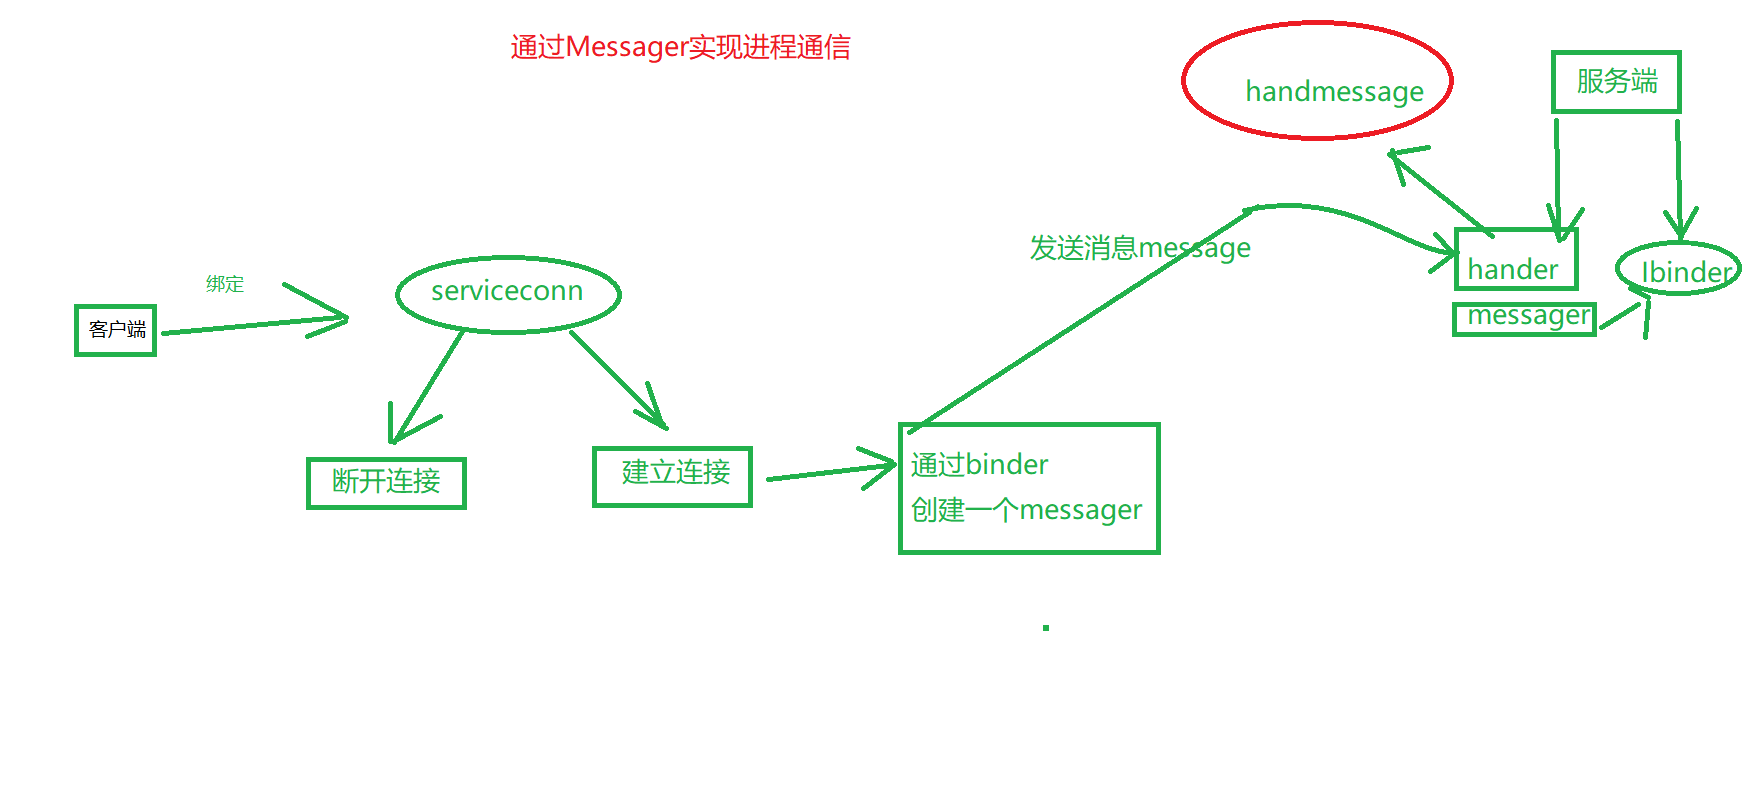 通过Messager实现进程通信
handmessage
服务端
发送消息message
hander
Ibinder
messager
绑定
serviceconn
客户端
断开连接
建立连接
通过binder
创建一个messager